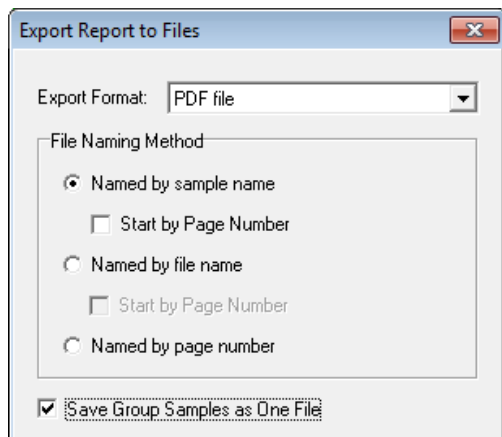 Export Report to Files
Export Format: PDF file
File Naming Method
Named by sample name
Start by Page Number
Named by file name
Start by Page Number
Named by page number
Save Group Samples as One File